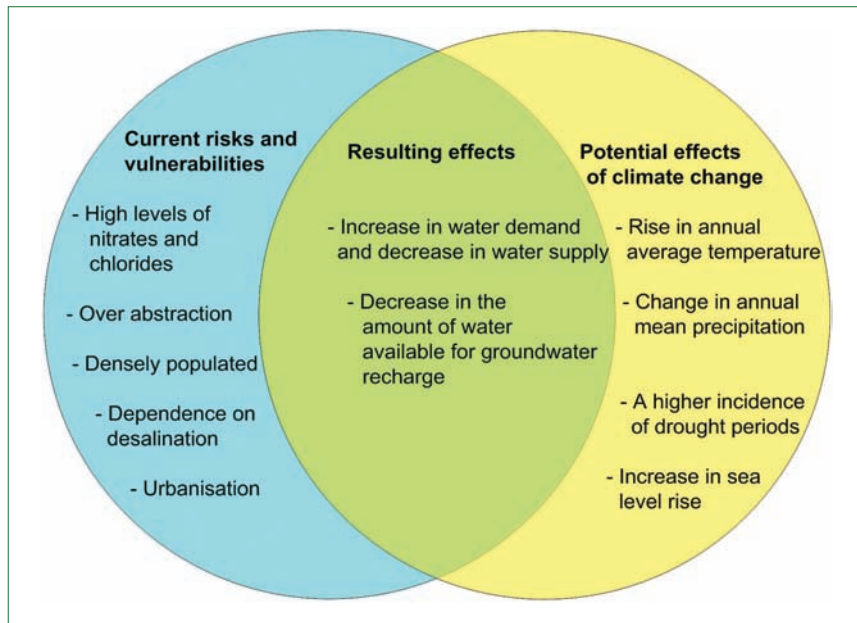 Current risks and
vulnerabilities
- High levels of
nitrates and
chlorides
- Over abstraction
- Densely populated
- Dependence on
desalination
- Urbanisation
Resulting effects
- Increase in water demand
and decrease in water supply
- Decrease in the
amount of water
available for groundwater
recharge
Potential effects
of climate change
- Rise in annual
average temperature
- Change in annual
mean precipitation
- A higher incidence
of drought periods
- Increase in sea
level rise